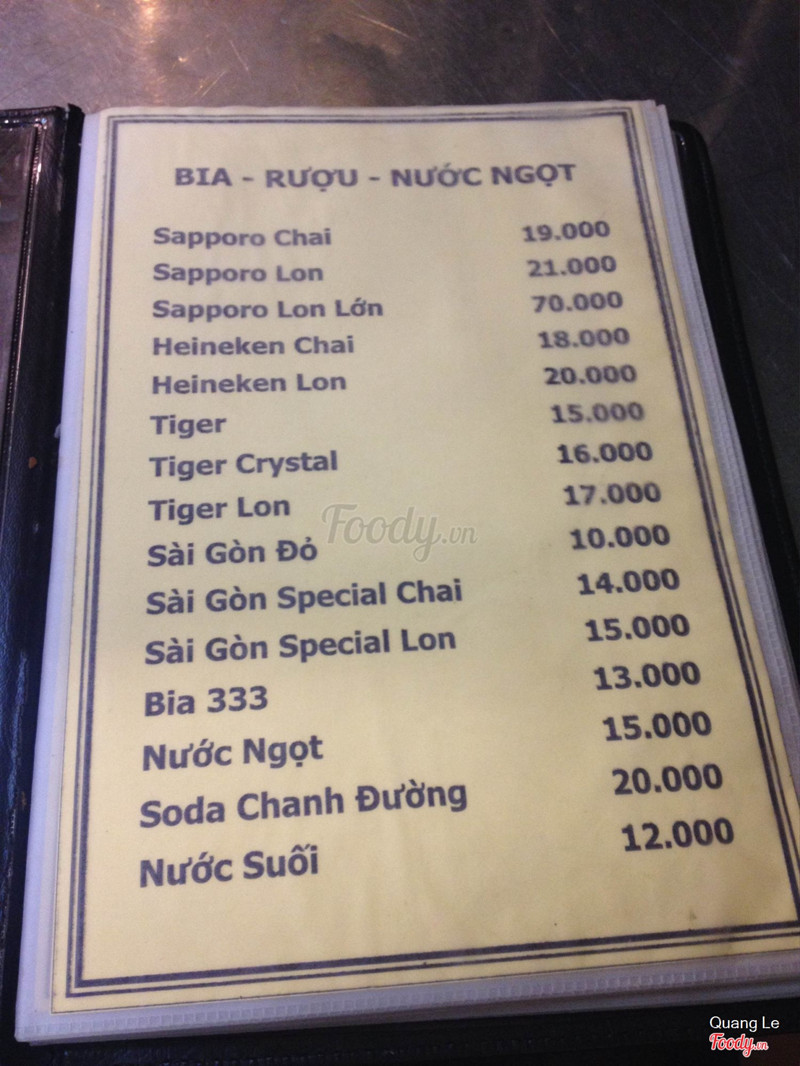 BIA - RƯỢU - NƯỚC NGỌT
Sapporo Chai 19.000
Sapporo Lon 21.000
Sapporo Lon Lớn 70.000
Heineken Chai 18.000
Heineken Lon 20.000
Tiger 15.000
Tiger Crystal 16.000
Tiger Lon 17.000
Sài Gòn Đỏ 10.000
Sài Gòn Special Chai 14.000
Sài Gòn Special Lon 15.000
Bia 333 13.000
Nước Ngọt 15.000
Soda Chanh Đường 20.000
Nước Suối 12.000
Foody.vn
Quang Le
Foody.vn